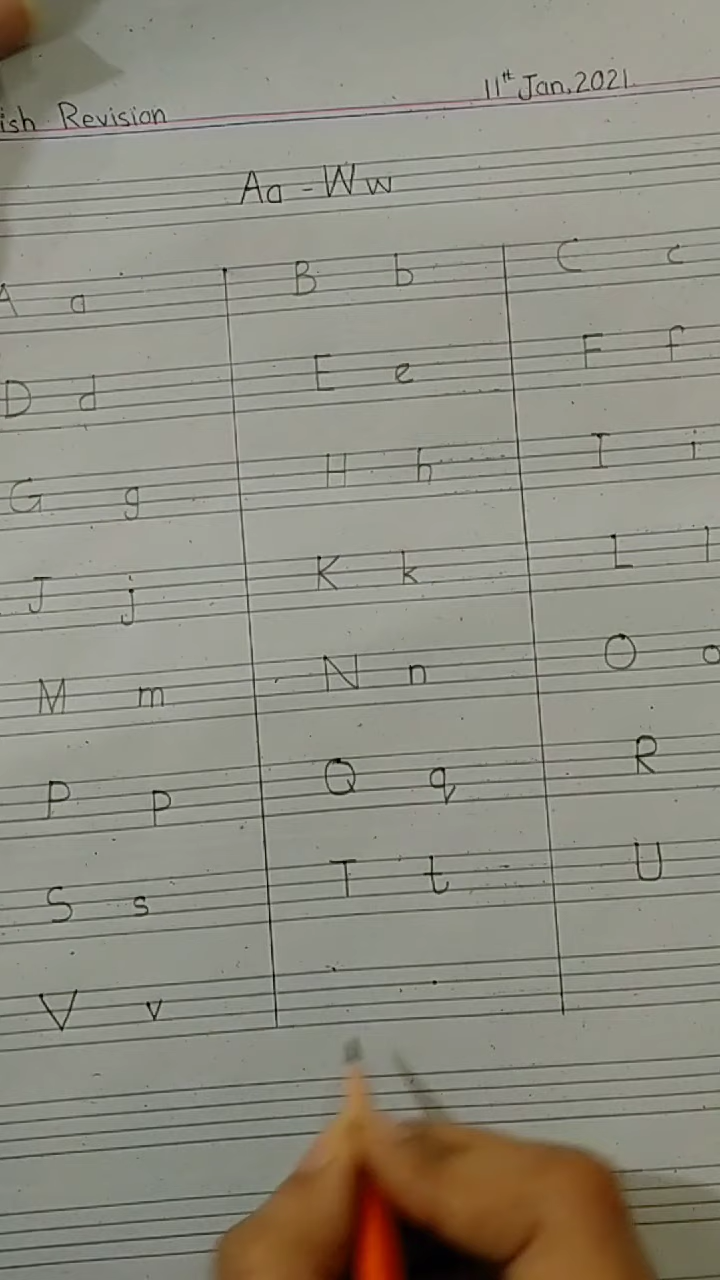 ish Revision 11th Jan, 2021
Aa - Ww
A a B b C c
D d E e F f
G g H h I i
J j K k L l
M m N n O o
P p Q q R
S s T t U
V v